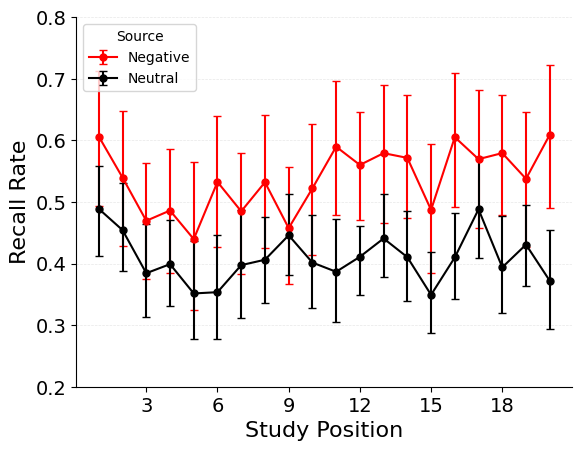 0.8
0.7
0.6
0.5
0.4
0.3
0.2
Recall Rate
Source
Negative
Neutral
3 6 9 12 15 18
Study Position